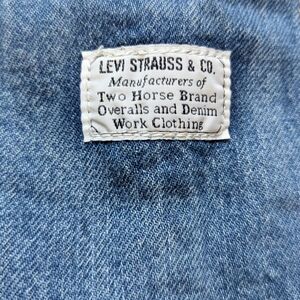 LEVI STRAUSS & CO.
Manufacturers of
Two Horse Brand
Overalls and Denim
Work Clothing